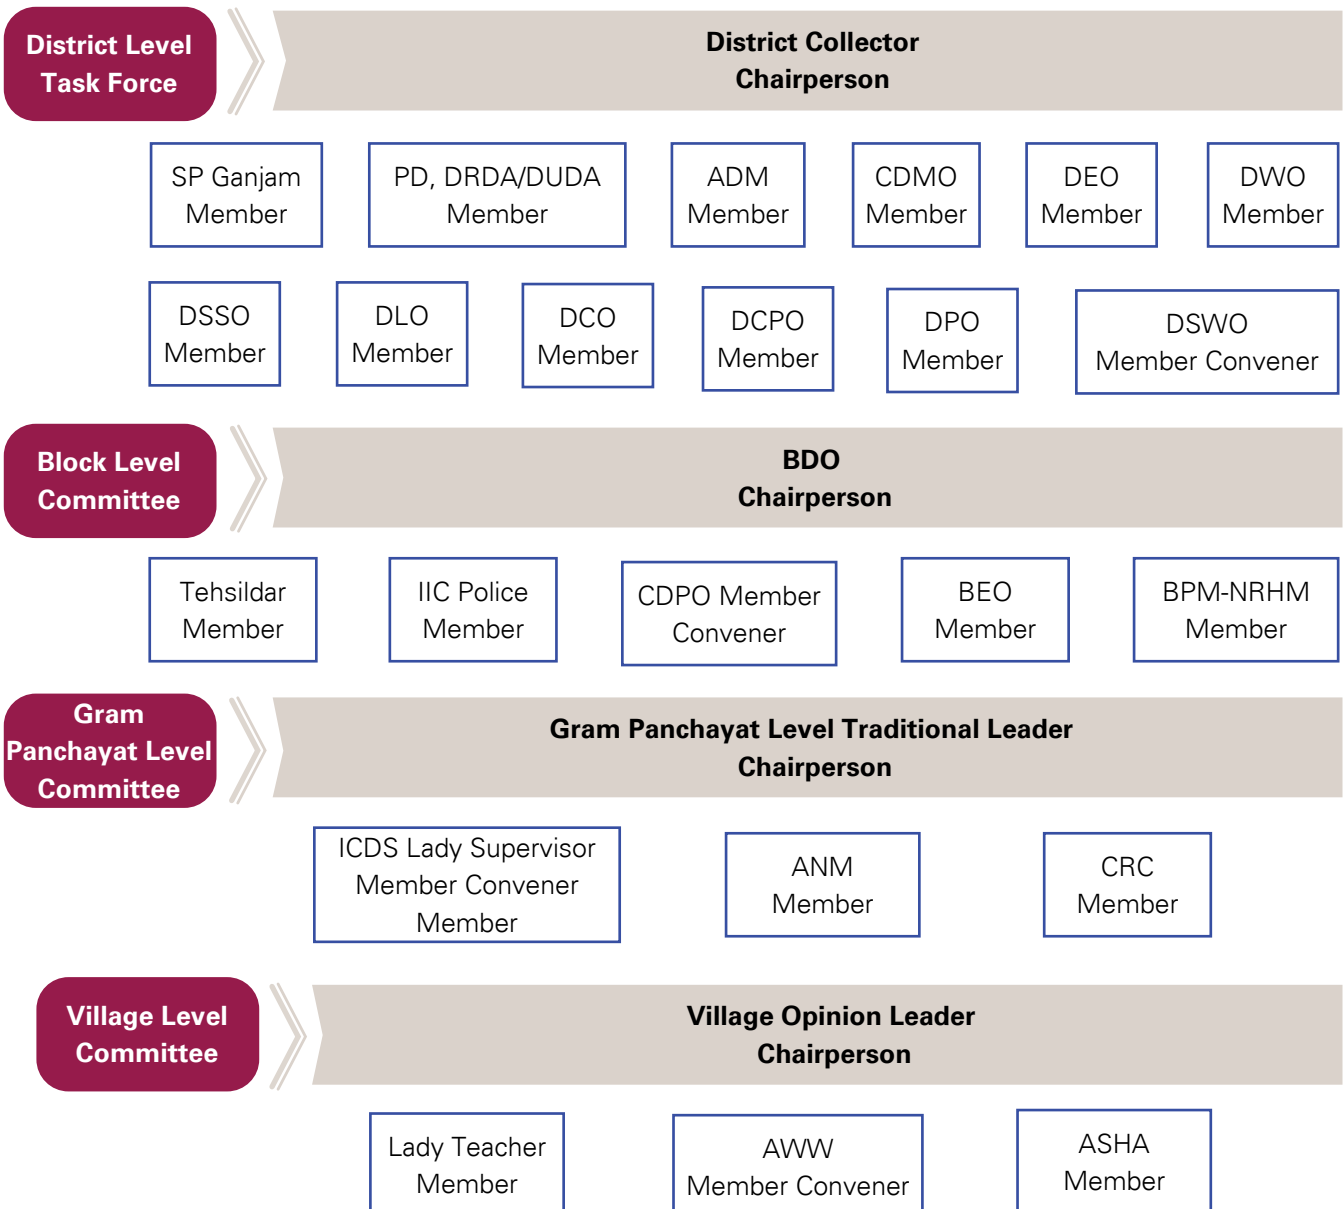 District Level
Task Force
District Collector
Chairperson
SP Ganjam
Member
PD, DRDA/DUDA
Member
ADM
Member
CDMO
Member
DEO
Member
DWO
Member
DSSO
Member
DLO
Member
DCO
Member
DCPO
Member
DPO
Member
DSWO
Member Convener
Block Level
Committee
BDO
Chairperson
Tehsildar
Member
IIC Police
Member
CDPO Member
Convener
BEO
Member
BPM-NRHM
Member
Gram
Panchayat Level
Committee
Gram Panchayat Level Traditional Leader
Chairperson
ICDS Lady Supervisor
Member Convener
Member
ANM
Member
CRC
Member
Village Level
Committee
Village Opinion Leader
Chairperson
Lady Teacher
Member
AWW
Member Convener
ASHA
Member